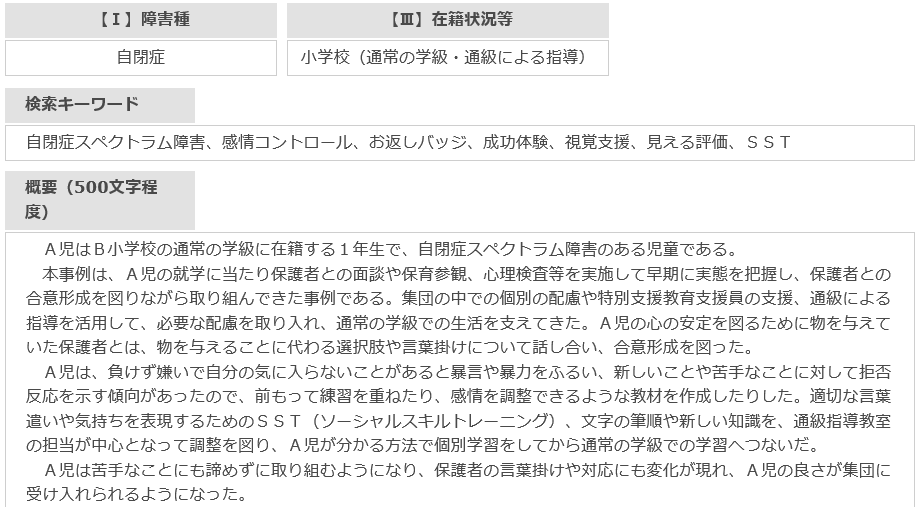 【Ⅰ】障害種
【Ⅲ】在籍状況等
自閉症
小学校（通常の学級・通級による指導）
検索キーワード
自閉症スペクトラム障害、感情コントロール、お返しバッジ、成功体験、視覚支援、見える評価、ＳＳＴ
概要（500文字程
度）
Ａ児はＢ小学校の通常の学級に在籍する１年生で、自閉症スペクトラム障害のある児童である。
本事例は、Ａ児の就学に当たり保護者との面談や保育参観、心理検査等を実施して早期に実態を把握し、保護者との
合意形成を図りながら取り組んできた事例である。集団の中での個別の配慮や特別支援教育支援員の支援、通級による
指導を活用して、必要な配慮を取り入れ、通常の学級での生活を支えてきた。Ａ児の心の安定を図るために物を与えて
いた保護者とは、物を与えることに代わる選択肢や言葉掛けについて話し合い、合意形成を図った。
Ａ児は、負けず嫌いで自分の気に入らないことがあると暴言や暴力をふるい、新しいことや苦手なことに対して拒否
反応を示す傾向があったので、前もって練習を重ねたり、感情を調整できるような教材を作成したりした。適切な言葉
遣いや気持ちを表現するためのＳＳＴ（ソーシャルスキルトレーニング）、文字の筆順や新しい知識を、通級指導教室
の担当が中心となって調整を図り、Ａ児が分かる方法で個別学習をしてから通常の学級での学習へつないだ。
Ａ児は苦手なことにも諦めずに取り組むようになり、保護者の言葉掛けや対応にも変化が現れ、Ａ児の良さが集団に
受け入れられるようになった。